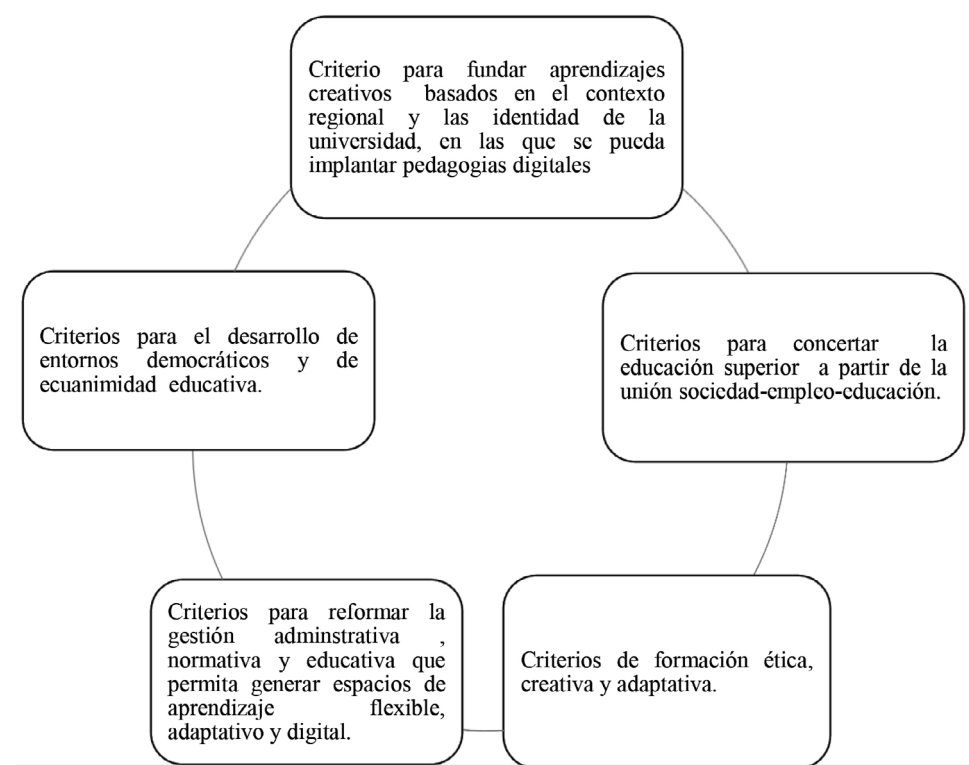 Criterio para fundar aprendizajes
creativos basados en el contexto
regional y las identidad de la
universidad, en las que se pueda
implantar pedagogias digitales
Criterios para el desarrollo de
entornos democráticos y de
ecuanimidad educativa.
Criterios para concertar la
educación superior a partir de la
unión sociedad-empleo-educación.
Criterios para reformar la
gestión adminstrativa ,
normativa y educativa que
permita generar espacios de
aprendizaje flexible,
adaptativo y digital.
Criterios de formación ética,
creativa y adaptativa.